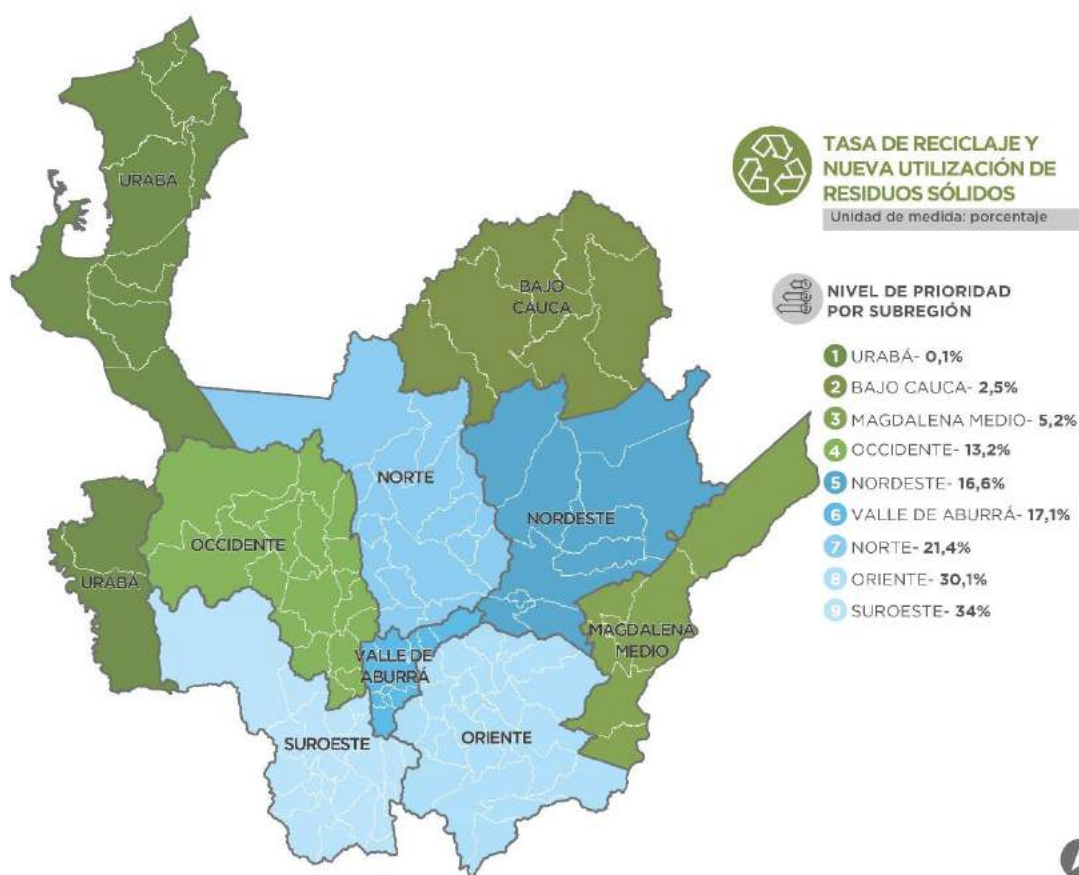 TASA DE RECICLAJE Y
NUEVA UTILIZACIÓN DE
RESIDUOS SÓLIDOS
Unidad de medida: porcentaje
NIVEL DE PRIORIDAD
POR SUBREGIÓN
1 URABÁ- 0,1%
2 BAJO CAUCA- 2,5%
3 MAGDALENA MEDIO- 5,2%
4 OCCIDENTE- 13,2%
5 NORDESTE- 16,6%
6 VALLE DE ABURRÁ- 17,1%
7 NORTE- 21,4%
8 ORIENTE- 30,1%
9 SUROESTE- 34%
URABÁ
BAJO
CAUCA
NORTE
NORDESTE
OCCIDENTE
URABÁ
MAGDALENA
MEDIO
VALLE DE
ABURRÁ
SUROESTE
ORIENTE